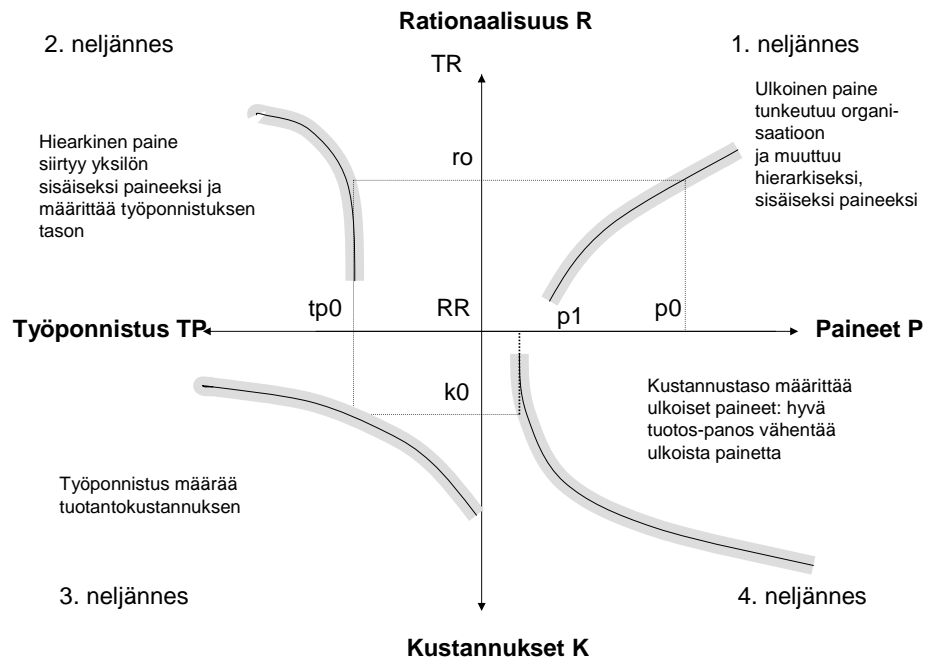 Rationaalisuus R
2. neljännes
1. neljännes
TR
Ulkoinen paine
tunkeutuu organi-
saatioon
ja muuttuu
hierarkiseksi,
sisäiseksi paineeksi
Hiearkinen paine
siirtyy yksilön
sisäiseksi paineeksi ja
määrittää työponnistuksen
tason
ro
tp0
RR
p1
p0
Työponnistus TP
Paineet P
k0
Kustannustaso määrittää
ulkoiset paineet: hyvä
tuotos-panos vähentää
ulkoista painetta
Työponnistus määrää
tuotantokustannuksen
3. neljännes
4. neljännes
Kustannukset K